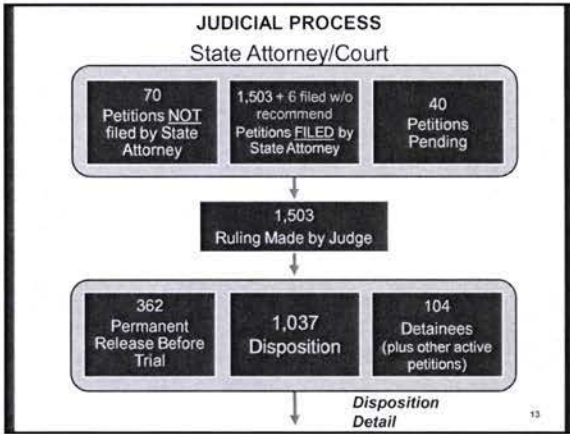 JUDICIAL PROCESS
State Attorney/Court
70
Petitions NOT
filed by State
Attorney
1,503 + 6 filed w/o
recommend
Petitions FILED by
State Attorney
40
Petitions
Pending
1,503
Ruling Made by Judge
362
Permanent
Release Before
Trial
1,037
Disposition
104
Detainees
(plus other active
petitions)
Disposition
Detail
13